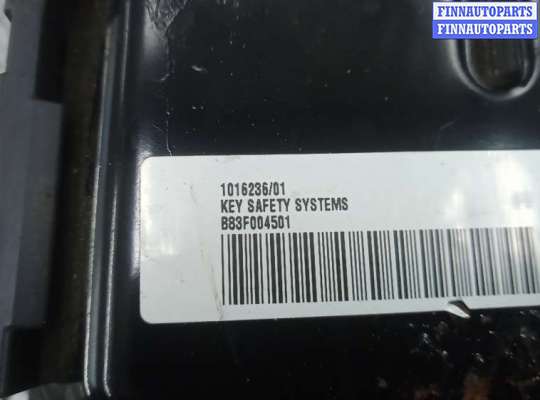 FINNAUTOPARTS
FINNAUTOPARTS
1016236/01
KEY SAFETY SYSTEMS
B83F004501